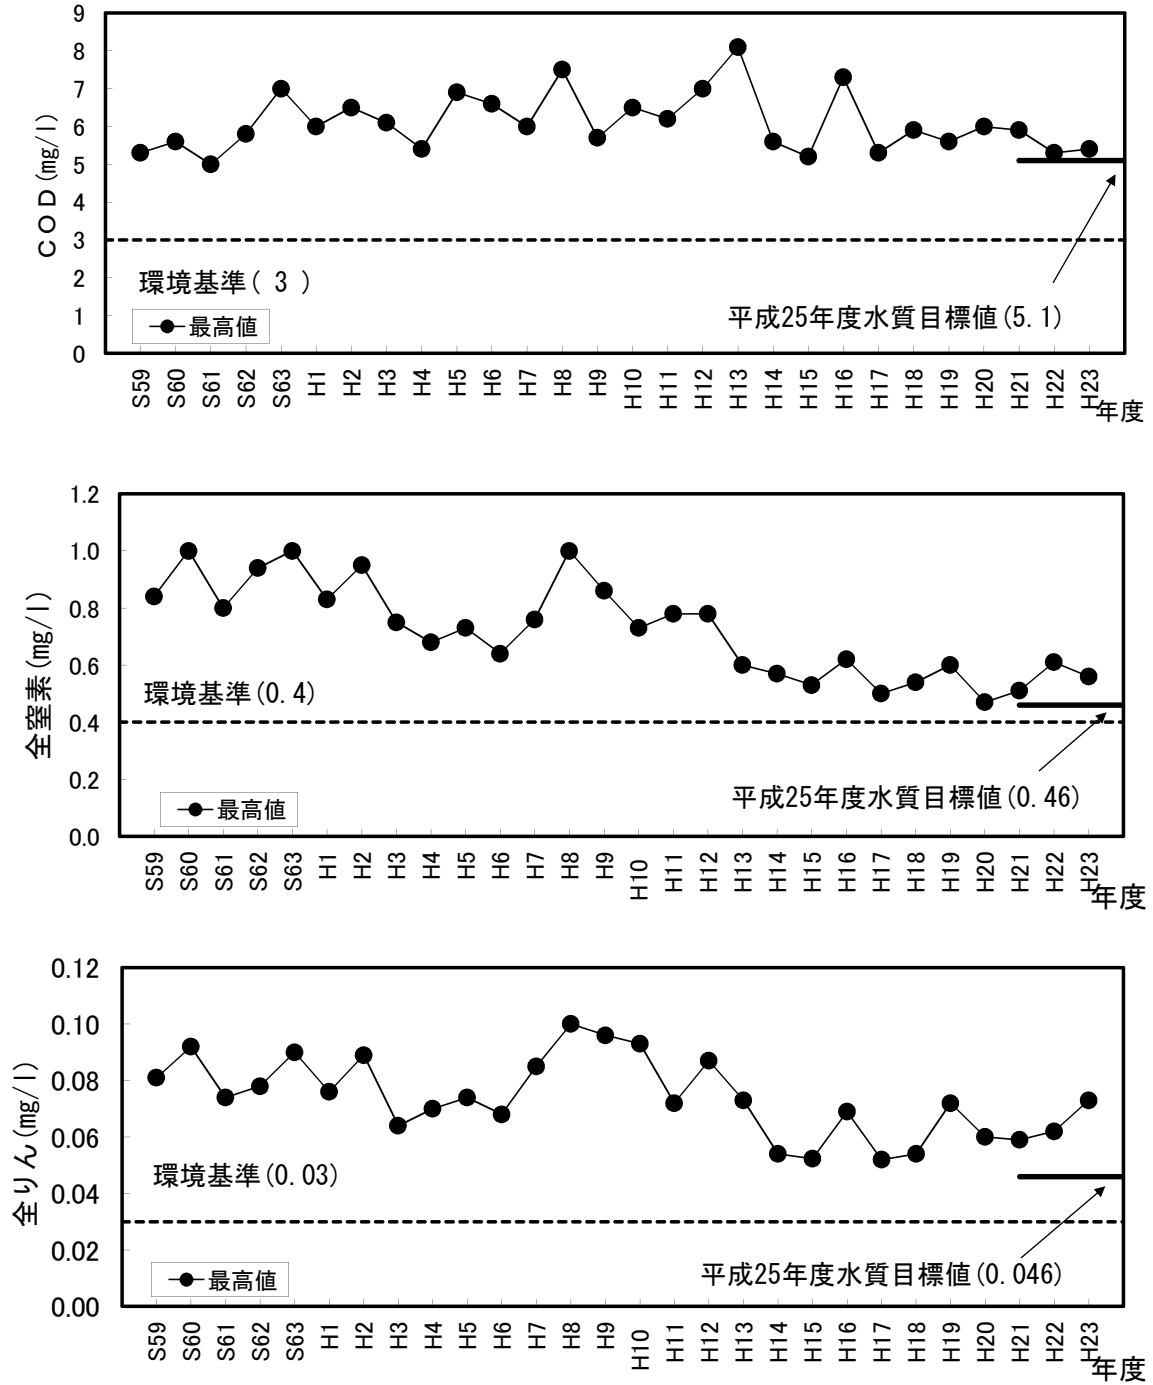 9
8
7
6
5
4
3
2
1
0
COD(㎎/l)
環境基準( 3 )
最高値
平成25年度水質目標値(5.1)
S59 S60 S61 S62 S63 H1 H2 H3 H4 H5 H6 H7 H8 H9 H10 H11 H12 H13 H14 H15 H16 H17 H18 H19 H20 H21 H22 H23
年度
1.2
1.0
0.8
0.6
0.4
0.2
0.0
全窒素(㎎/l)
環境基準(0.4)
最高値
平成25年度水質目標値(0.46)
S59 S60 S61 S62 S63 H1 H2 H3 H4 H5 H6 H7 H8 H9 H10 H11 H12 H13 H14 H15 H16 H17 H18 H19 H20 H21 H22 H23
年度
0.12
0.10
0.08
0.06
0.04
0.02
0.00
全りん(㎎/l)
環境基準(0.03)
最高値
平成25年度水質目標値(0.046)
S59 S60 S61 S62 S63 H1 H2 H3 H4 H5 H6 H7 H8 H9 H10 H11 H12 H13 H14 H15 H16 H17 H18 H19 H20 H21 H22 H23
年度